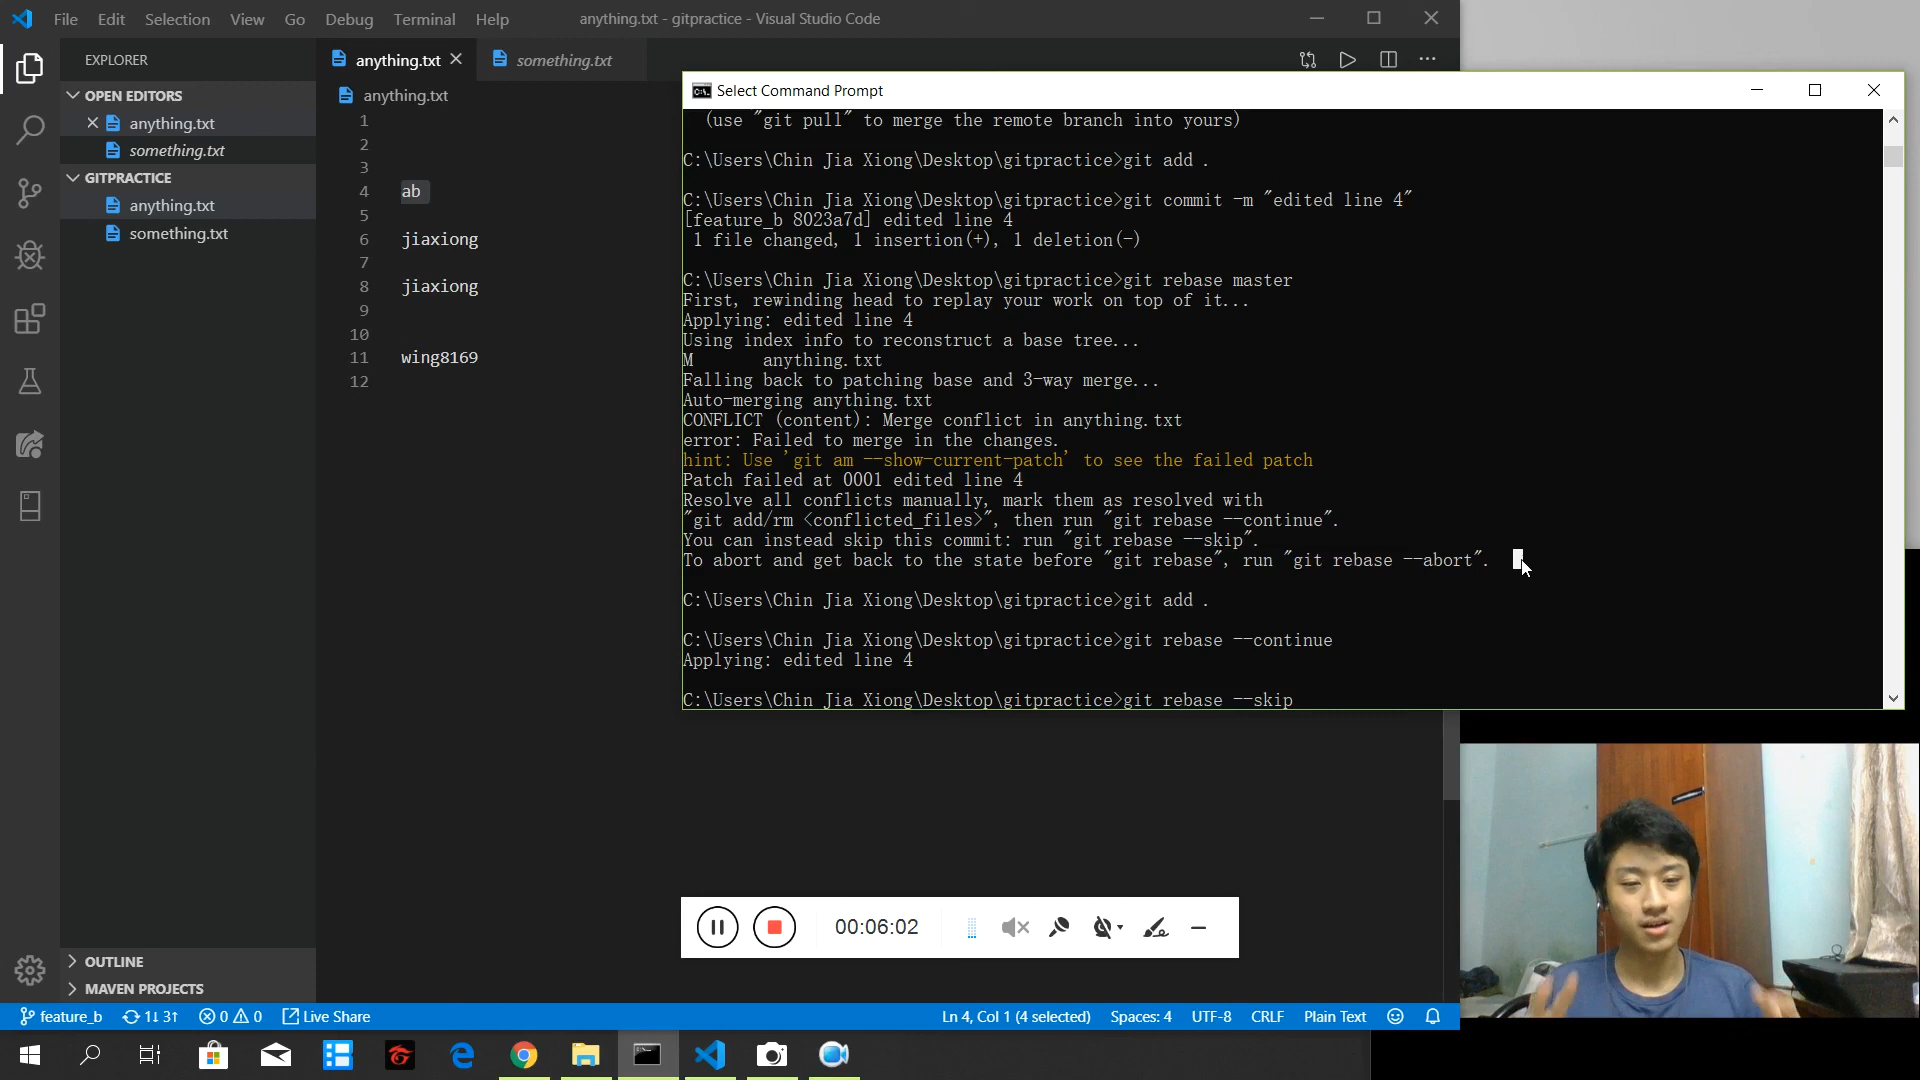 File Edit Selection View Go Debug Terminal Help
anything.txt - gitpractice - Visual Studio Code
EXPLORER
OPEN EDITORS
anything.txt
something.txt
GITPRACTICE
anything.txt
something.txt
OUTLINE
MAVEN PROJECTS
anything.txt
something.txt
anything.txt
1
2
3
4 ab
5
6 jiaxiong
7
8 jiaxiong
9
10
11 wing8169
12
Select Command Prompt
(use "git pull" to merge the remote branch into yours)
C:\Users\Chin Jia Xiong\Desktop\gitpractice>git add .
C:\Users\Chin Jia Xiong\Desktop\gitpractice>git commit -m "edited line 4"
[feature_b 8023a7d] edited line 4
1 file changed, 1 insertion(+), 1 deletion(-)
C:\Users\Chin Jia Xiong\Desktop\gitpractice>git rebase master
First, rewinding head to replay your work on top of it...
Applying: edited line 4
Using index info to reconstruct a base tree...
M anything.txt
Falling back to patching base and 3-way merge...
Auto-merging anything.txt
CONFLICT (content): Merge conflict in anything.txt
error: Failed to merge in the changes.
hint: Use 'git am --show-current-patch' to see the failed patch
Patch failed at 0001 edited line 4
Resolve all conflicts manually, mark them as resolved with
"git add/rm <conflicted_files>", then run "git rebase --continue".
You can instead skip this commit: run "git rebase --skip".
To abort and get back to the state before "git rebase", run "git rebase --abort".
C:\Users\Chin Jia Xiong\Desktop\gitpractice>git add .
C:\Users\Chin Jia Xiong\Desktop\gitpractice>git rebase --continue
Applying: edited line 4
C:\Users\Chin Jia Xiong\Desktop\gitpractice>git rebase --skip
00:06:02
feature_b 1↓ 3↑ 0 0 Live Share
Ln 4, Col 1 (4 selected) Spaces: 4 UTF-8 CRLF Plain Text